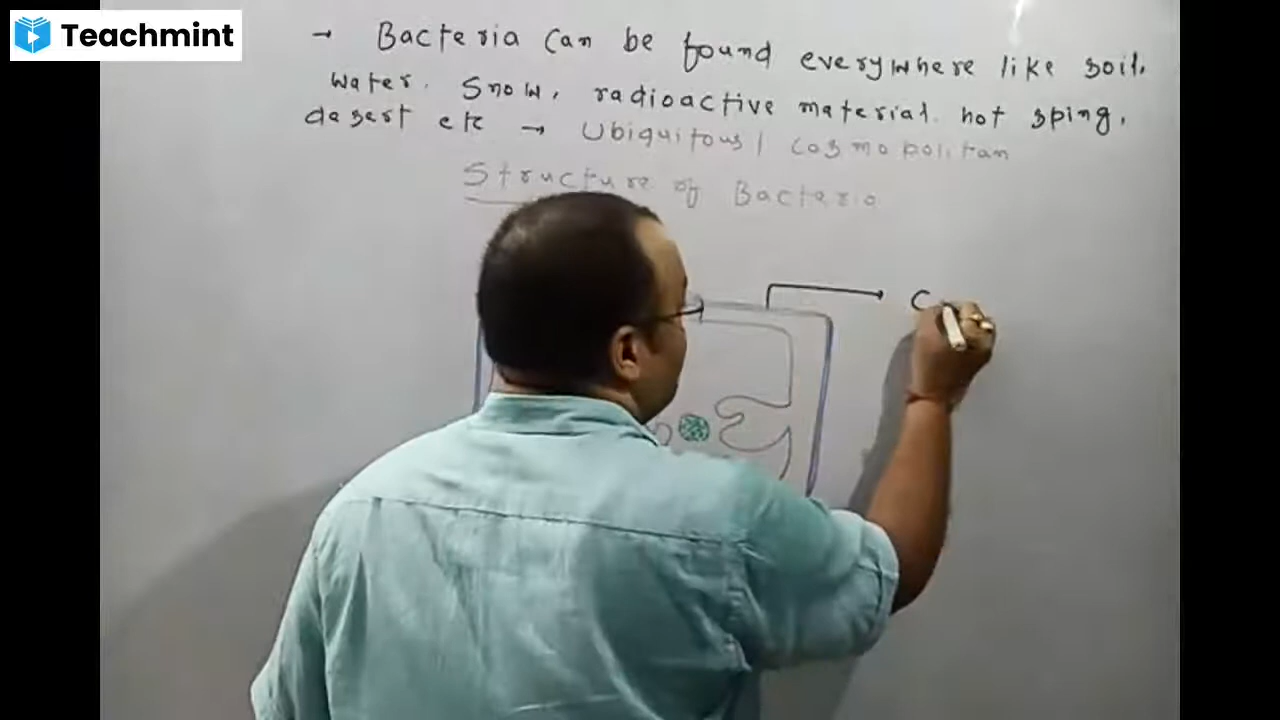 Teachmint
→ Bacteria can be found everywhere like soil,
water, snow, radioactive material, hot sping,
desert etc → Ubiquitous / cosmopolitan
Structure of Bacteria
C